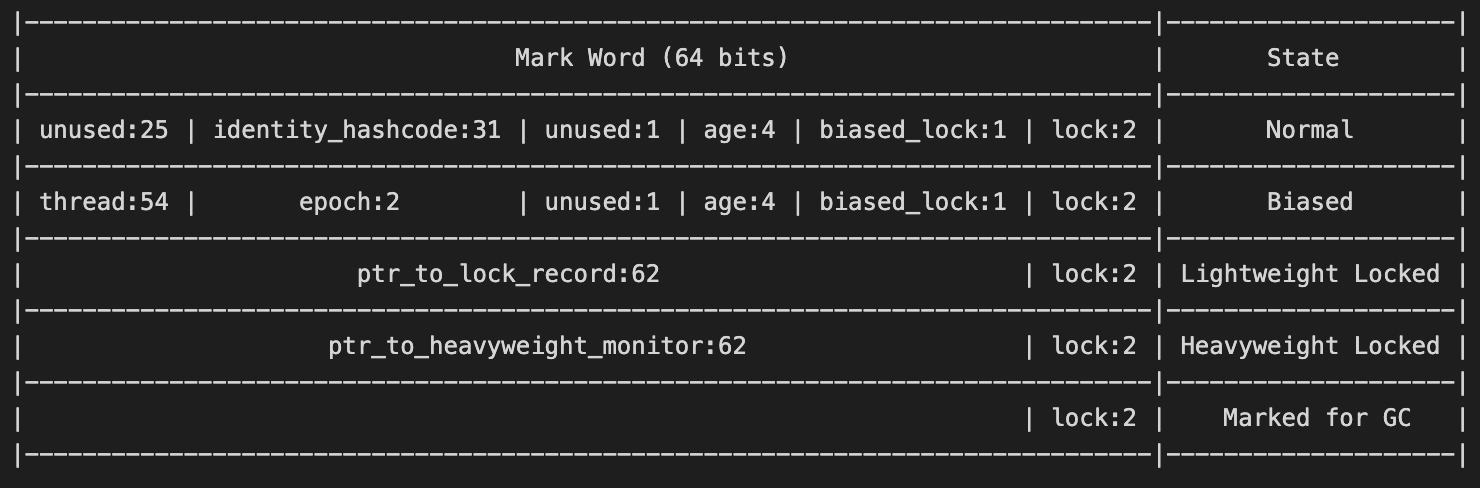 |------------------------------------------------------------------------------|--------------------|
|                                  Mark Word (64 bits)                         |       State        |
|------------------------------------------------------------------------------|--------------------|
| unused:25 | identity_hashcode:31 | unused:1 | age:4 | biased_lock:1 | lock:2 |       Normal       |
|------------------------------------------------------------------------------|--------------------|
| thread:54 |       epoch:2        | unused:1 | age:4 | biased_lock:1 | lock:2 |       Biased       |
|------------------------------------------------------------------------------|--------------------|
|                       ptr_to_lock_record:62                         | lock:2 | Lightweight Locked |
|------------------------------------------------------------------------------|--------------------|
|                     ptr_to_heavyweight_monitor:62                   | lock:2 | Heavyweight Locked |
|------------------------------------------------------------------------------|--------------------|
|                                                                     | lock:2 |    Marked for GC   |
|------------------------------------------------------------------------------|--------------------|